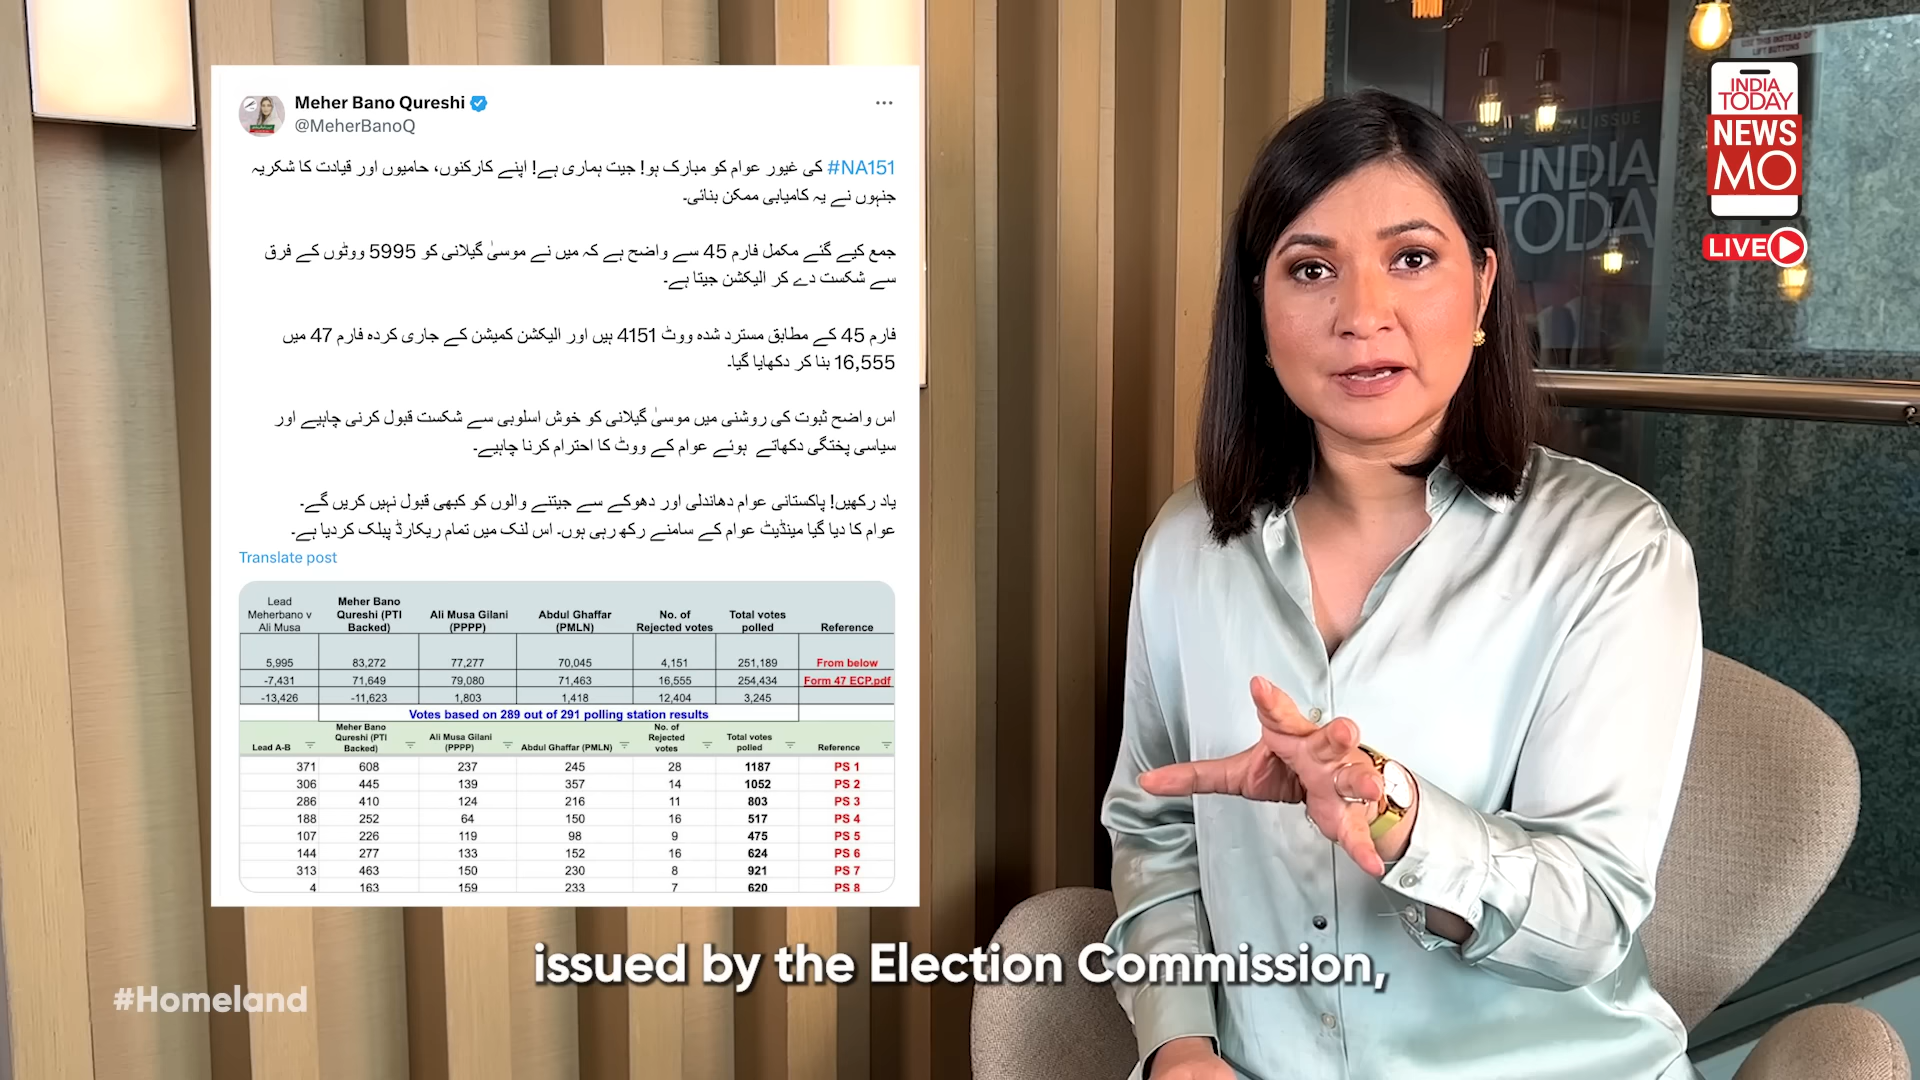 Meher Bano Qureshi
@MeherBanoQ
#NA151 کی غیور عوام کو مبارک ہو! جیت ہماری ہے! اپنے کارکنوں، حامیوں اور قیادت کا شکریہ
جنہوں نے یہ کامیابی ممکن بنائی۔
جمع کیے گئے مکمل فارم 45 سے واضح ہے کہ میں نے موسیٰ گیلانی کو 5995 ووٹوں کے فرق
سے شکست دے کر الیکشن جیتا ہے۔
فارم 45 کے مطابق مسترد شدہ ووٹ 4151 ہیں اور الیکشن کمیشن کے جاری کردہ فارم 47 میں
16,555 بنا کر دکھایا گیا۔
اس واضح ثبوت کی روشنی میں موسیٰ گیلانی کو خوش اسلوبی سے شکست قبول کرنی چاہیے اور
سیاسی پختگی دکھاتے ہوئے عوام کے ووٹ کا احترام کرنا چاہیے۔
یاد رکھیں! پاکستانی عوام دھاندلی اور دھوکے سے جیتنے والوں کو کبھی قبول نہیں کریں گے۔
عوام کا دیا گیا مینڈیٹ عوام کے سامنے رکھ رہی ہوں۔ اس لنک میں تمام ریکارڈ پبلک کردیا ہے۔
Translate post
Lead Meherbano v Ali Musa | Meher Bano Qureshi (PTI Backed) | Ali Musa Gilani (PPPP) | Abdul Ghaffar (PMLN) | No. of Rejected votes | Total votes polled | Reference
5,995 83,272 77,277 70,045 4,151 251,189 From below
-7,431 71,649 79,080 71,463 16,555 254,434 Form 47 ECP.pdf
-13,426 -11,623 1,803 1,418 12,404 3,245
Votes based on 289 out of 291 polling station results
Lead A-B | Meher Bano Qureshi (PTI Backed) | Ali Musa Gilani (PPPP) | Abdul Ghaffar (PMLN) | No. of Rejected votes | Total votes polled | Reference
371 608 237 245 28 1187 PS 1
306 445 139 357 14 1052 PS 2
286 410 124 216 11 803 PS 3
188 252 64 150 16 517 PS 4
107 226 119 98 9 475 PS 5
144 277 133 152 16 624 PS 6
313 463 150 230 8 921 PS 7
4 163 159 233 7 620 PS 8
INDIA
TODAY
NEWS
MO
LIVE
USE THIS INSTEAD OF
LIFT BUTTONS
ISSUE
INDIA
TODAY
issued by the Election Commission,
#Homeland